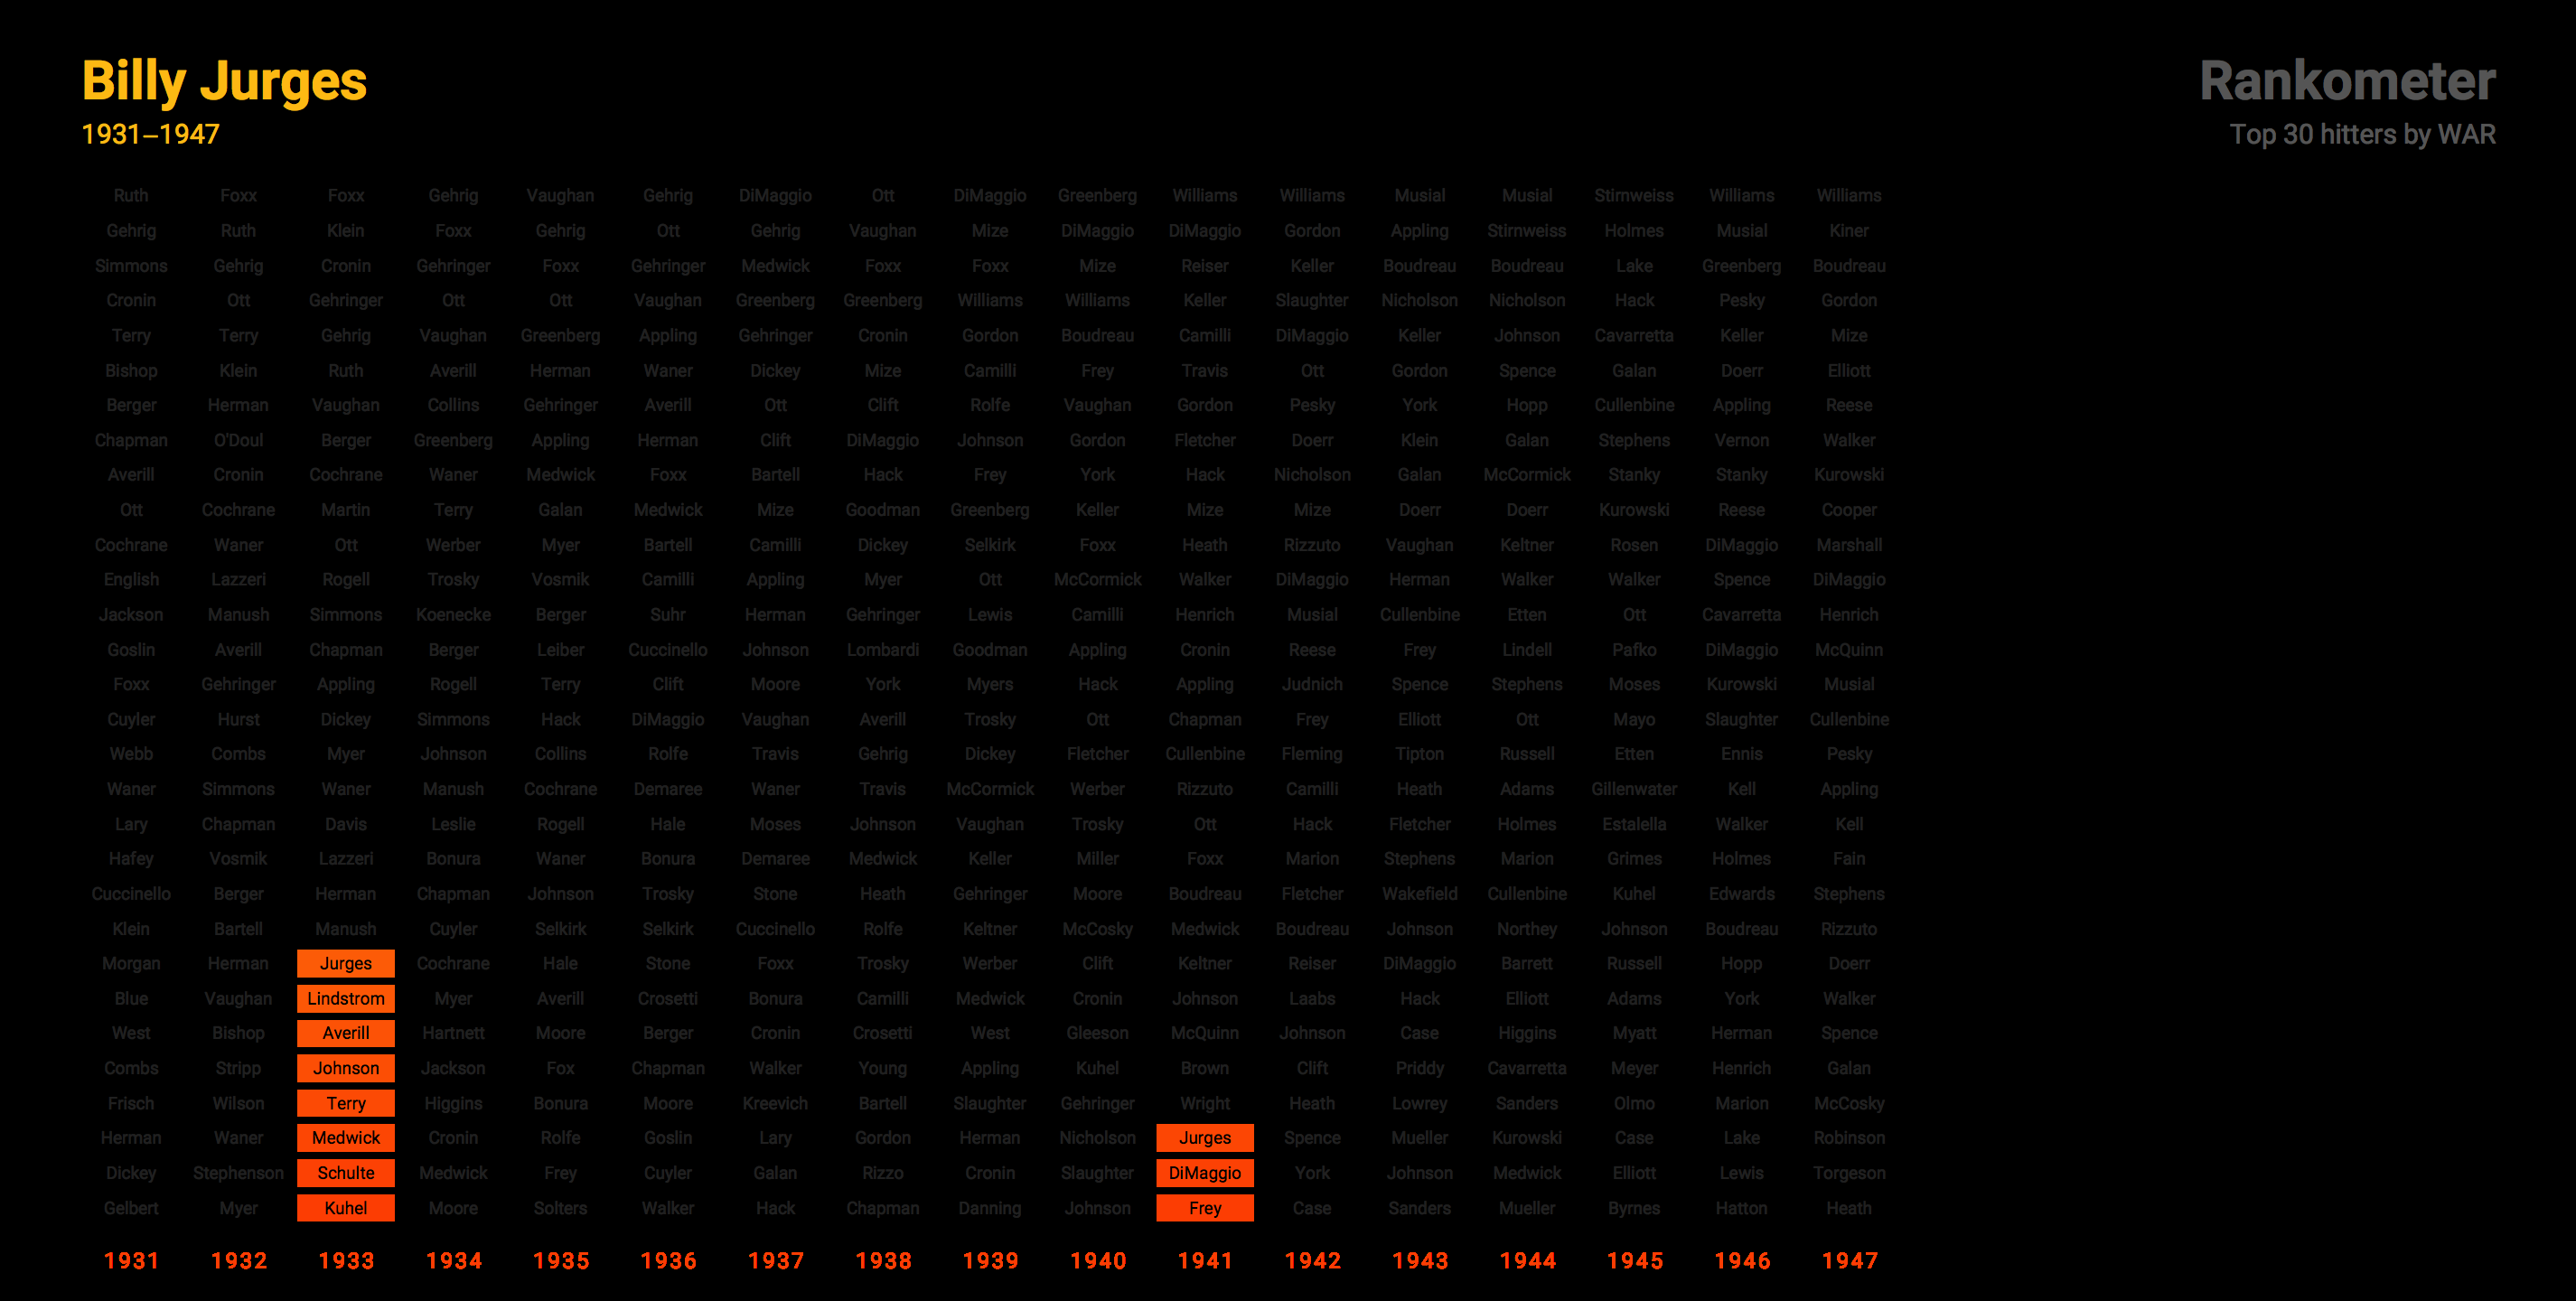 Billy Jurges
1931–1947
Rankometer
Top 30 hitters by WAR
Ruth Foxx Foxx Gehrig Vaughan Gehrig DiMaggio Ott DiMaggio Greenberg Williams Williams Musial Musial Stirnweiss Williams Williams
Gehrig Ruth Klein Foxx Gehrig Ott Gehrig Vaughan Mize DiMaggio DiMaggio Gordon Appling Stirnweiss Holmes Musial Kiner
Simmons Gehrig Cronin Gehringer Foxx Gehringer Medwick Foxx Foxx Mize Reiser Keller Boudreau Boudreau Lake Greenberg Boudreau
Cronin Ott Gehringer Ott Ott Vaughan Greenberg Greenberg Williams Williams Keller Slaughter Nicholson Nicholson Hack Pesky Gordon
Terry Terry Gehrig Vaughan Greenberg Appling Gehringer Cronin Gordon Boudreau Camilli DiMaggio Keller Johnson Cavarretta Keller Mize
Bishop Klein Ruth Averill Herman Waner Dickey Mize Camilli Frey Travis Ott Gordon Spence Galan Doerr Elliott
Berger Herman Vaughan Collins Gehringer Averill Ott Clift Rolfe Vaughan Gordon Pesky York Hopp Cullenbine Appling Reese
Chapman O'Doul Berger Greenberg Appling Herman Clift DiMaggio Johnson Gordon Fletcher Doerr Klein Galan Stephens Vernon Walker
Averill Cronin Cochrane Waner Medwick Foxx Bartell Hack Frey York Hack Nicholson Galan McCormick Stanky Stanky Kurowski
Ott Cochrane Martin Terry Galan Medwick Mize Goodman Greenberg Keller Mize Mize Doerr Doerr Kurowski Reese Cooper
Cochrane Waner Ott Werber Myer Bartell Camilli Dickey Selkirk Foxx Heath Rizzuto Vaughan Keltner Rosen DiMaggio Marshall
English Lazzeri Rogell Trosky Vosmik Camilli Appling Myer Ott McCormick Walker DiMaggio Herman Walker Walker Spence DiMaggio
Jackson Manush Simmons Koenecke Berger Suhr Herman Gehringer Lewis Camilli Henrich Musial Cullenbine Etten Ott Cavarretta Henrich
Goslin Averill Chapman Berger Leiber Cuccinello Johnson Lombardi Goodman Appling Cronin Reese Frey Lindell Pafko DiMaggio McQuinn
Foxx Gehringer Appling Rogell Terry Clift Moore York Myers Hack Appling Judnich Spence Stephens Moses Kurowski Musial
Cuyler Hurst Dickey Simmons Hack DiMaggio Vaughan Averill Trosky Ott Chapman Frey Elliott Ott Mayo Slaughter Cullenbine
Webb Combs Myer Johnson Collins Rolfe Travis Gehrig Dickey Fletcher Cullenbine Fleming Tipton Russell Etten Ennis Pesky
Waner Simmons Waner Manush Cochrane Demaree Waner Travis McCormick Werber Rizzuto Camilli Heath Adams Gillenwater Kell Appling
Lary Chapman Davis Leslie Rogell Hale Moses Johnson Vaughan Trosky Ott Hack Fletcher Holmes Estalella Walker Kell
Hafey Vosmik Lazzeri Bonura Waner Bonura Demaree Medwick Keller Miller Foxx Marion Stephens Marion Grimes Holmes Fain
Cuccinello Berger Herman Chapman Johnson Trosky Stone Heath Gehringer Moore Boudreau Fletcher Wakefield Cullenbine Kuhel Edwards Stephens
Klein Bartell Manush Cuyler Selkirk Selkirk Cuccinello Rolfe Keltner McCosky Medwick Boudreau Johnson Northey Johnson Boudreau Rizzuto
Morgan Herman Jurges Cochrane Hale Stone Foxx Trosky Werber Clift Keltner Reiser DiMaggio Barrett Russell Hopp Doerr
Blue Vaughan Lindstrom Myer Averill Crosetti Bonura Camilli Medwick Cronin Johnson Laabs Hack Elliott Adams York Walker
West Bishop Averill Hartnett Moore Berger Cronin Crosetti West Gleeson McQuinn Johnson Case Higgins Myatt Herman Spence
Combs Stripp Johnson Jackson Fox Chapman Walker Young Appling Kuhel Brown Clift Priddy Cavarretta Meyer Henrich Galan
Frisch Wilson Terry Higgins Bonura Moore Kreevich Bartell Slaughter Gehringer Wright Heath Lowrey Sanders Olmo Marion McCosky
Herman Waner Medwick Cronin Rolfe Goslin Lary Gordon Herman Nicholson Jurges Spence Mueller Kurowski Case Lake Robinson
Dickey Stephenson Schulte Medwick Frey Cuyler Galan Rizzo Cronin Slaughter DiMaggio York Johnson Medwick Elliott Lewis Torgeson
Gelbert Myer Kuhel Moore Solters Walker Hack Chapman Danning Johnson Frey Case Sanders Mueller Byrnes Hatton Heath
1931 1932 1933 1934 1935 1936 1937 1938 1939 1940 1941 1942 1943 1944 1945 1946 1947